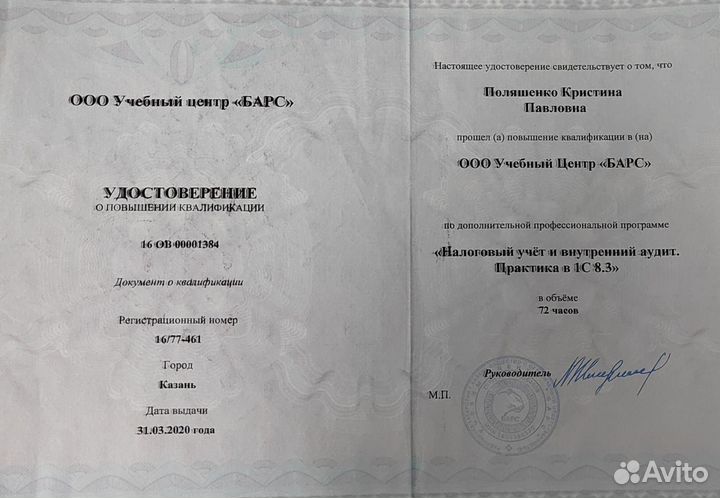 ООО Учебный центр «БАРС»
УДОСТОВЕРЕНИЕ
О ПОВЫШЕНИИ КВАЛИФИКАЦИИ
16 ОВ 00001384
Документ о квалификации
Регистрационный номер
16/77-461
Город
Казань
Дата выдачи
31.03.2020 года
Настоящее удостоверение свидетельствует о том, что
Поляшенко Кристина
Павловна
прошел (а) повышение квалификации в (на)
ООО Учебный Центр «БАРС»
по дополнительной профессиональной программе
«Налоговый учёт и внутренний аудит.
Практика в 1С 8.3»
в объёме
72 часов
Руководитель
М.П.
БАРС
Avito